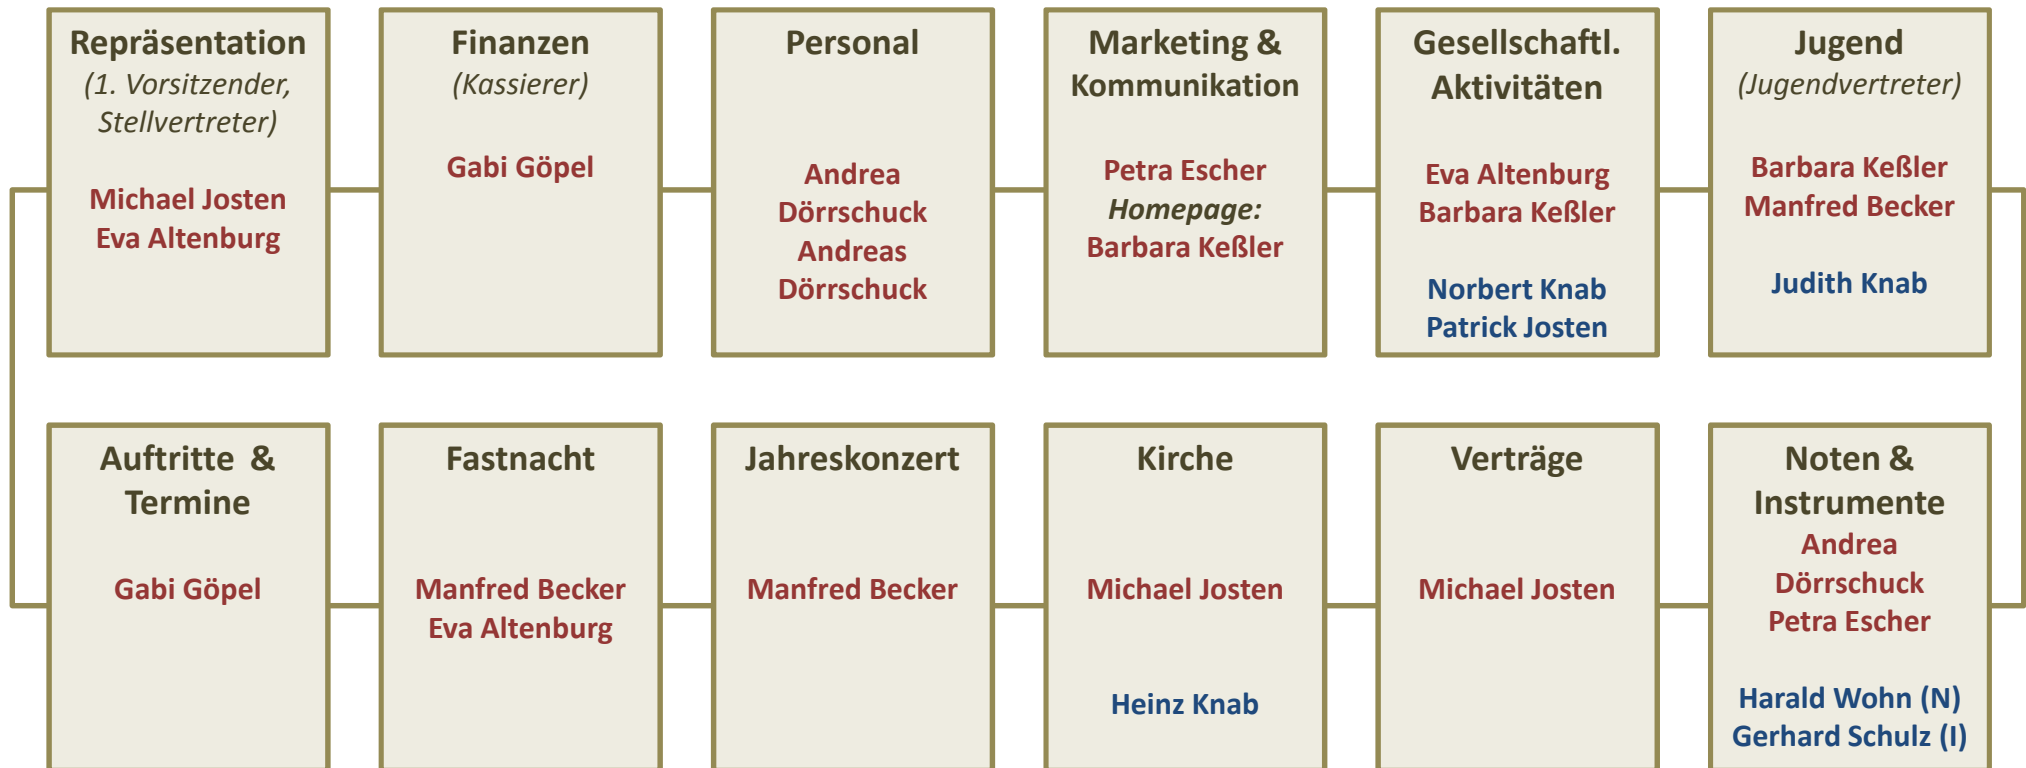 Repräsentation
(1. Vorsitzender,
Stellvertreter)
Michael Josten
Eva Altenburg
Finanzen
(Kassierer)
Gabi Göpel
Personal
Andrea
Dörrschuck
Andreas
Dörrschuck
Marketing &
Kommunikation
Petra Escher
Homepage:
Barbara Keßler
Gesellschaftl.
Aktivitäten
Eva Altenburg
Barbara Keßler
Norbert Knab
Patrick Josten
Jugend
(Jugendvertreter)
Barbara Keßler
Manfred Becker
Judith Knab
Auftritte &
Termine
Gabi Göpel
Fastnacht
Manfred Becker
Eva Altenburg
Jahreskonzert
Manfred Becker
Kirche
Michael Josten
Heinz Knab
Verträge
Michael Josten
Noten &
Instrumente
Andrea
Dörrschuck
Petra Escher
Harald Wohn (N)
Gerhard Schulz (I)